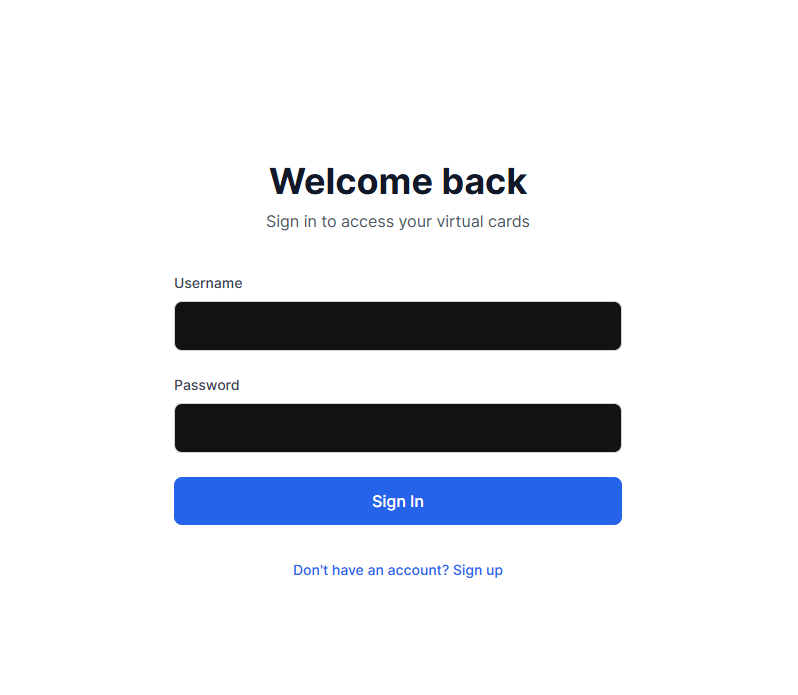 Welcome back
Sign in to access your virtual cards
Username
Password
Sign In
Don't have an account? Sign up